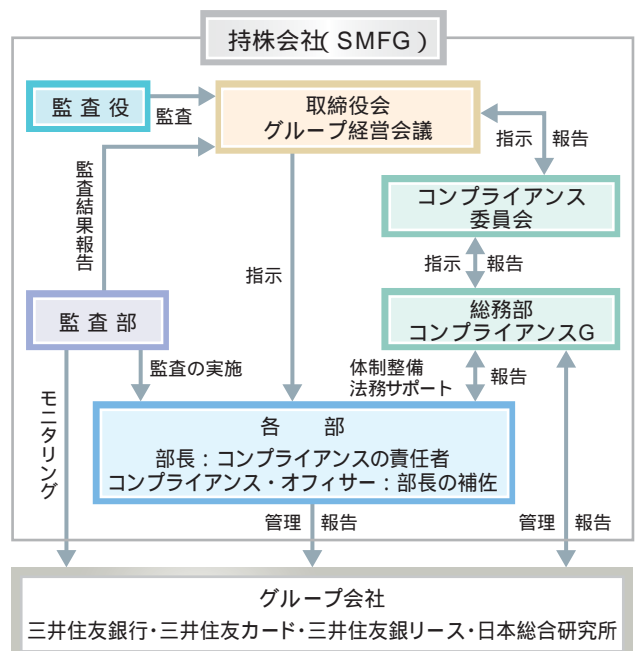 持株会社(SMFG)
監査役
監査
取締役会
グループ経営会議
指示 報告
監査結果報告
コンプライアンス
委員会
指示
指示 報告
監査部
総務部
コンプライアンスG
監査の実施
体制整備
法務サポート
報告
モニタリング
各部
部長:コンプライアンスの責任者
コンプライアンス・オフィサー:部長の補佐
管理 報告
管理 報告
グループ会社
三井住友銀行・三井住友カード・三井住友銀リース・日本総合研究所